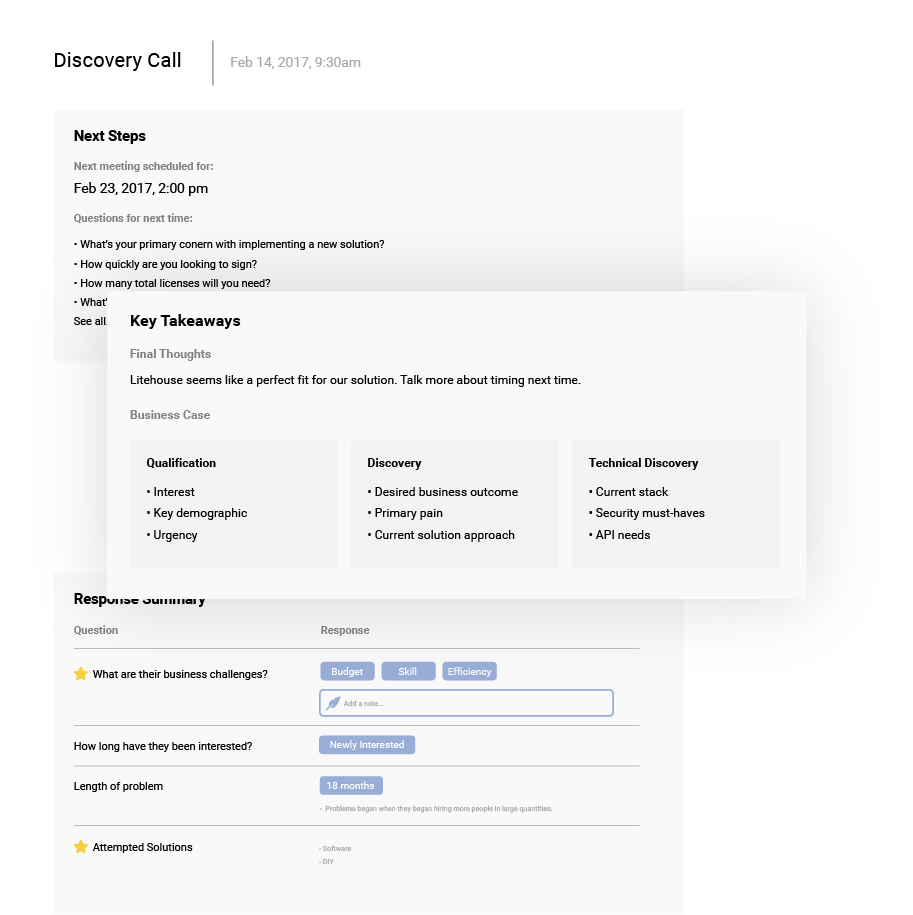 Discovery Call
Feb 14, 2017, 9:30am
Next Steps
Next meeting scheduled for:
Feb 23, 2017, 2:00 pm
Questions for next time:
• What's your primary conern with implementing a new solution?
• How quickly are you looking to sign?
• How many total licenses will you need?
• What'
See all.
Key Takeaways
Final Thoughts
Litehouse seems like a perfect fit for our solution. Talk more about timing next time.
Business Case
Qualification
• Interest
• Key demographic
• Urgency
Discovery
• Desired business outcome
• Primary pain
• Current solution approach
Technical Discovery
• Current stack
• Security must-haves
• API needs
Response Summary
Question Response
What are their business challenges? Budget Skill Efficiency
Add a note...
How long have they been interested? Newly Interested
Length of problem 18 months
- Problems began when they began hiring more people in large quantities.
Attempted Solutions
- Software
- DIY